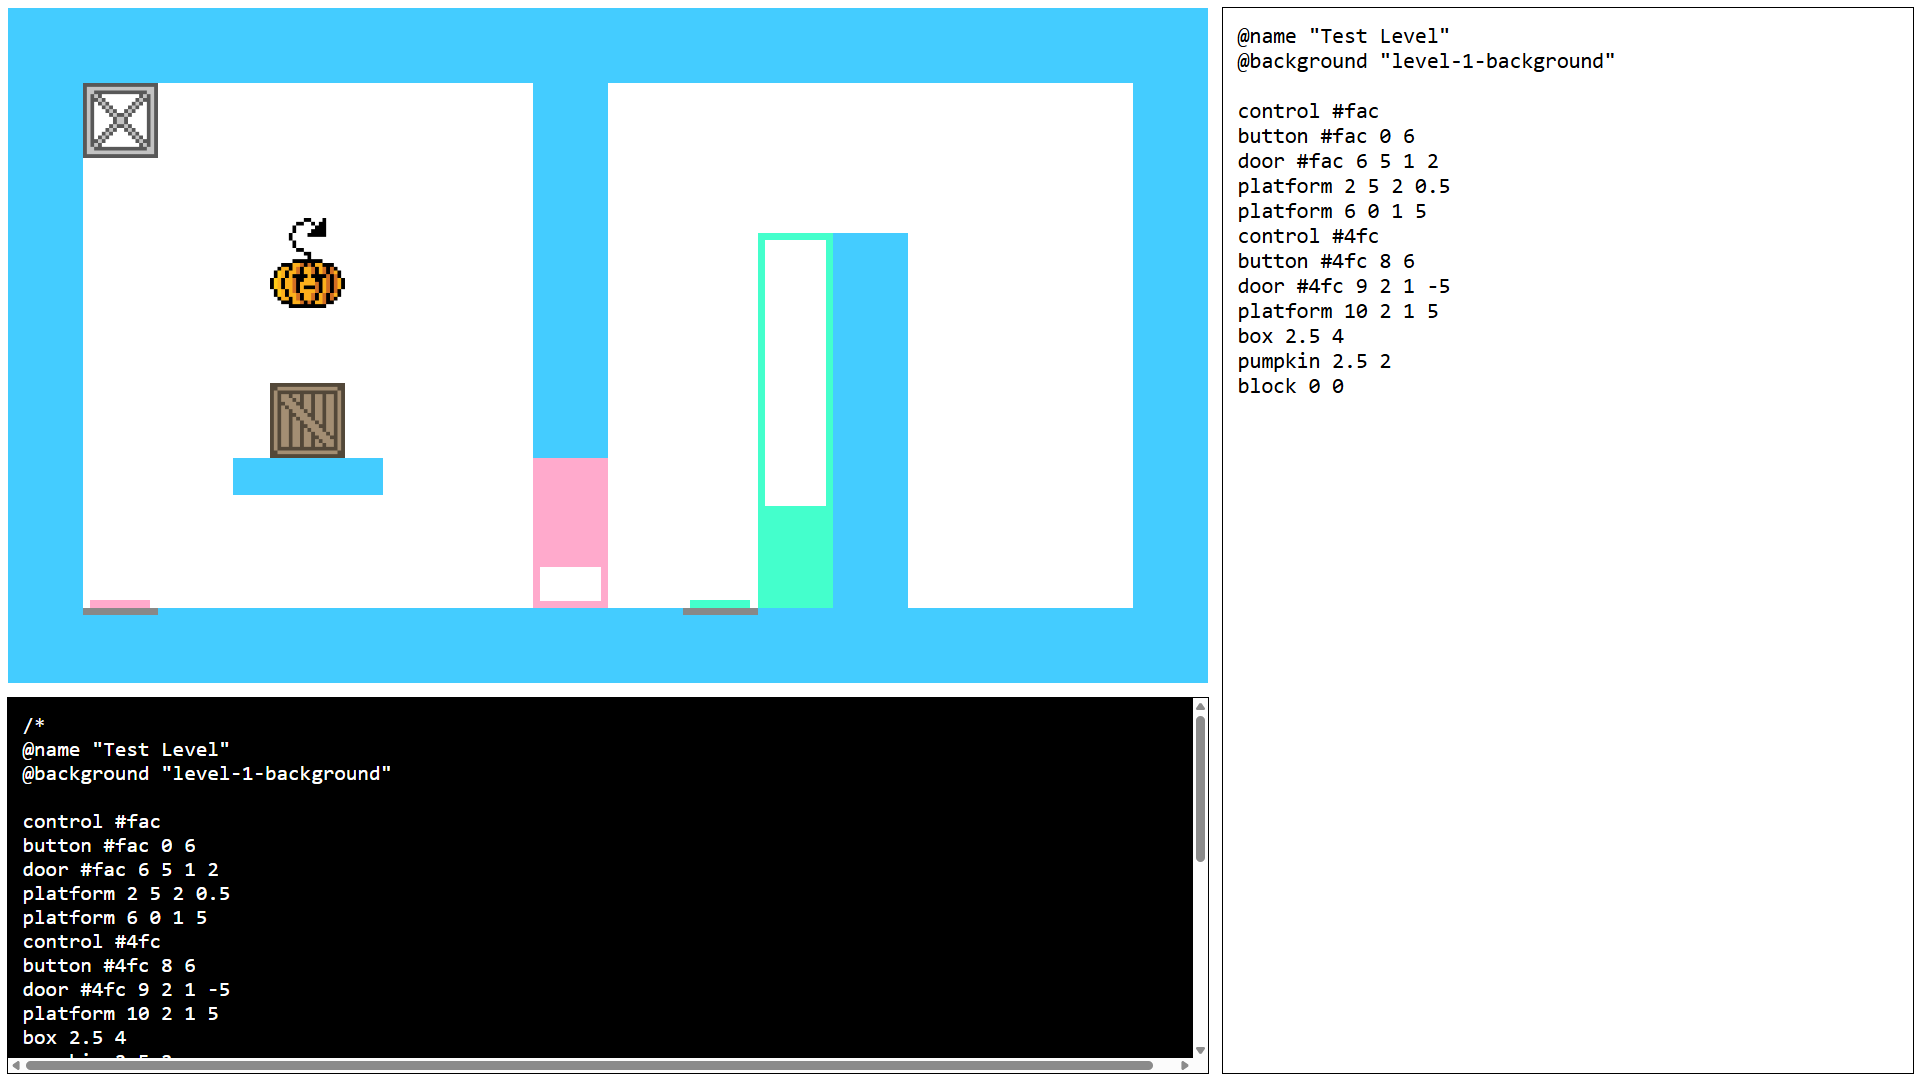 @name "Test Level"
@background "level-1-background"
control #fac
button #fac 0 6
door #fac 6 5 1 2
platform 2 5 2 0.5
platform 6 0 1 5
control #4fc
button #4fc 8 6
door #4fc 9 2 1 -5
platform 10 2 1 5
box 2.5 4
pumpkin 2.5 2
block 0 0
/*
@name "Test Level"
@background "level-1-background"
control #fac
button #fac 0 6
door #fac 6 5 1 2
platform 2 5 2 0.5
platform 6 0 1 5
control #4fc
button #4fc 8 6
door #4fc 9 2 1 -5
platform 10 2 1 5
box 2.5 4